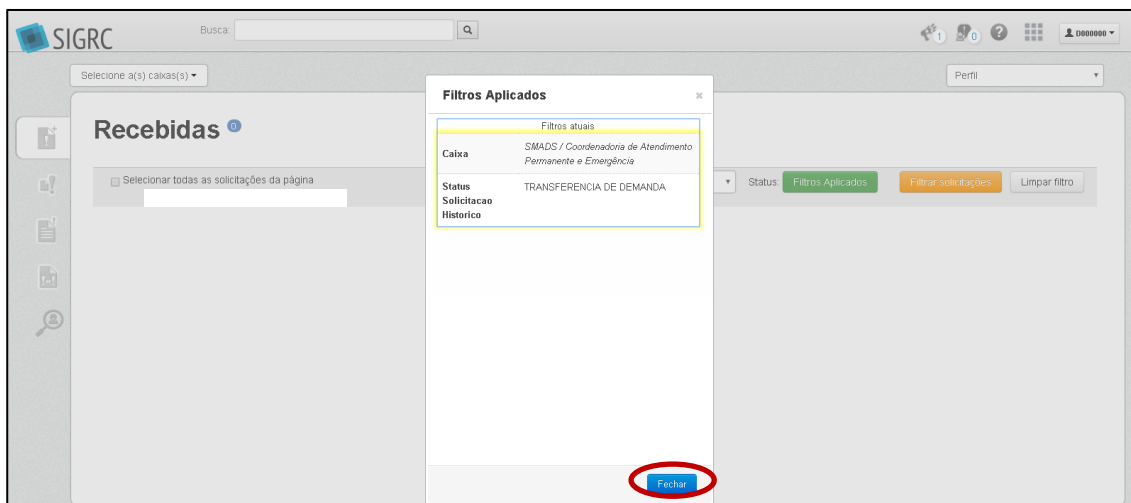 SIGRC
Busca:
1
0
D000000
Selecione a(s) caixas(s)
Perfil
Filtros Aplicados
×
Recebidas 0
Filtros atuais
Caixa
SMADS / Coordenadoria de Atendimento
Permanente e Emergência
Selecionar todas as solicitações da página
Status
Solicitacao
Historico
TRANSFERENCIA DE DEMANDA
Status: Filtros Aplicados
Filtrar solicitações
Limpar filtro
Fechar